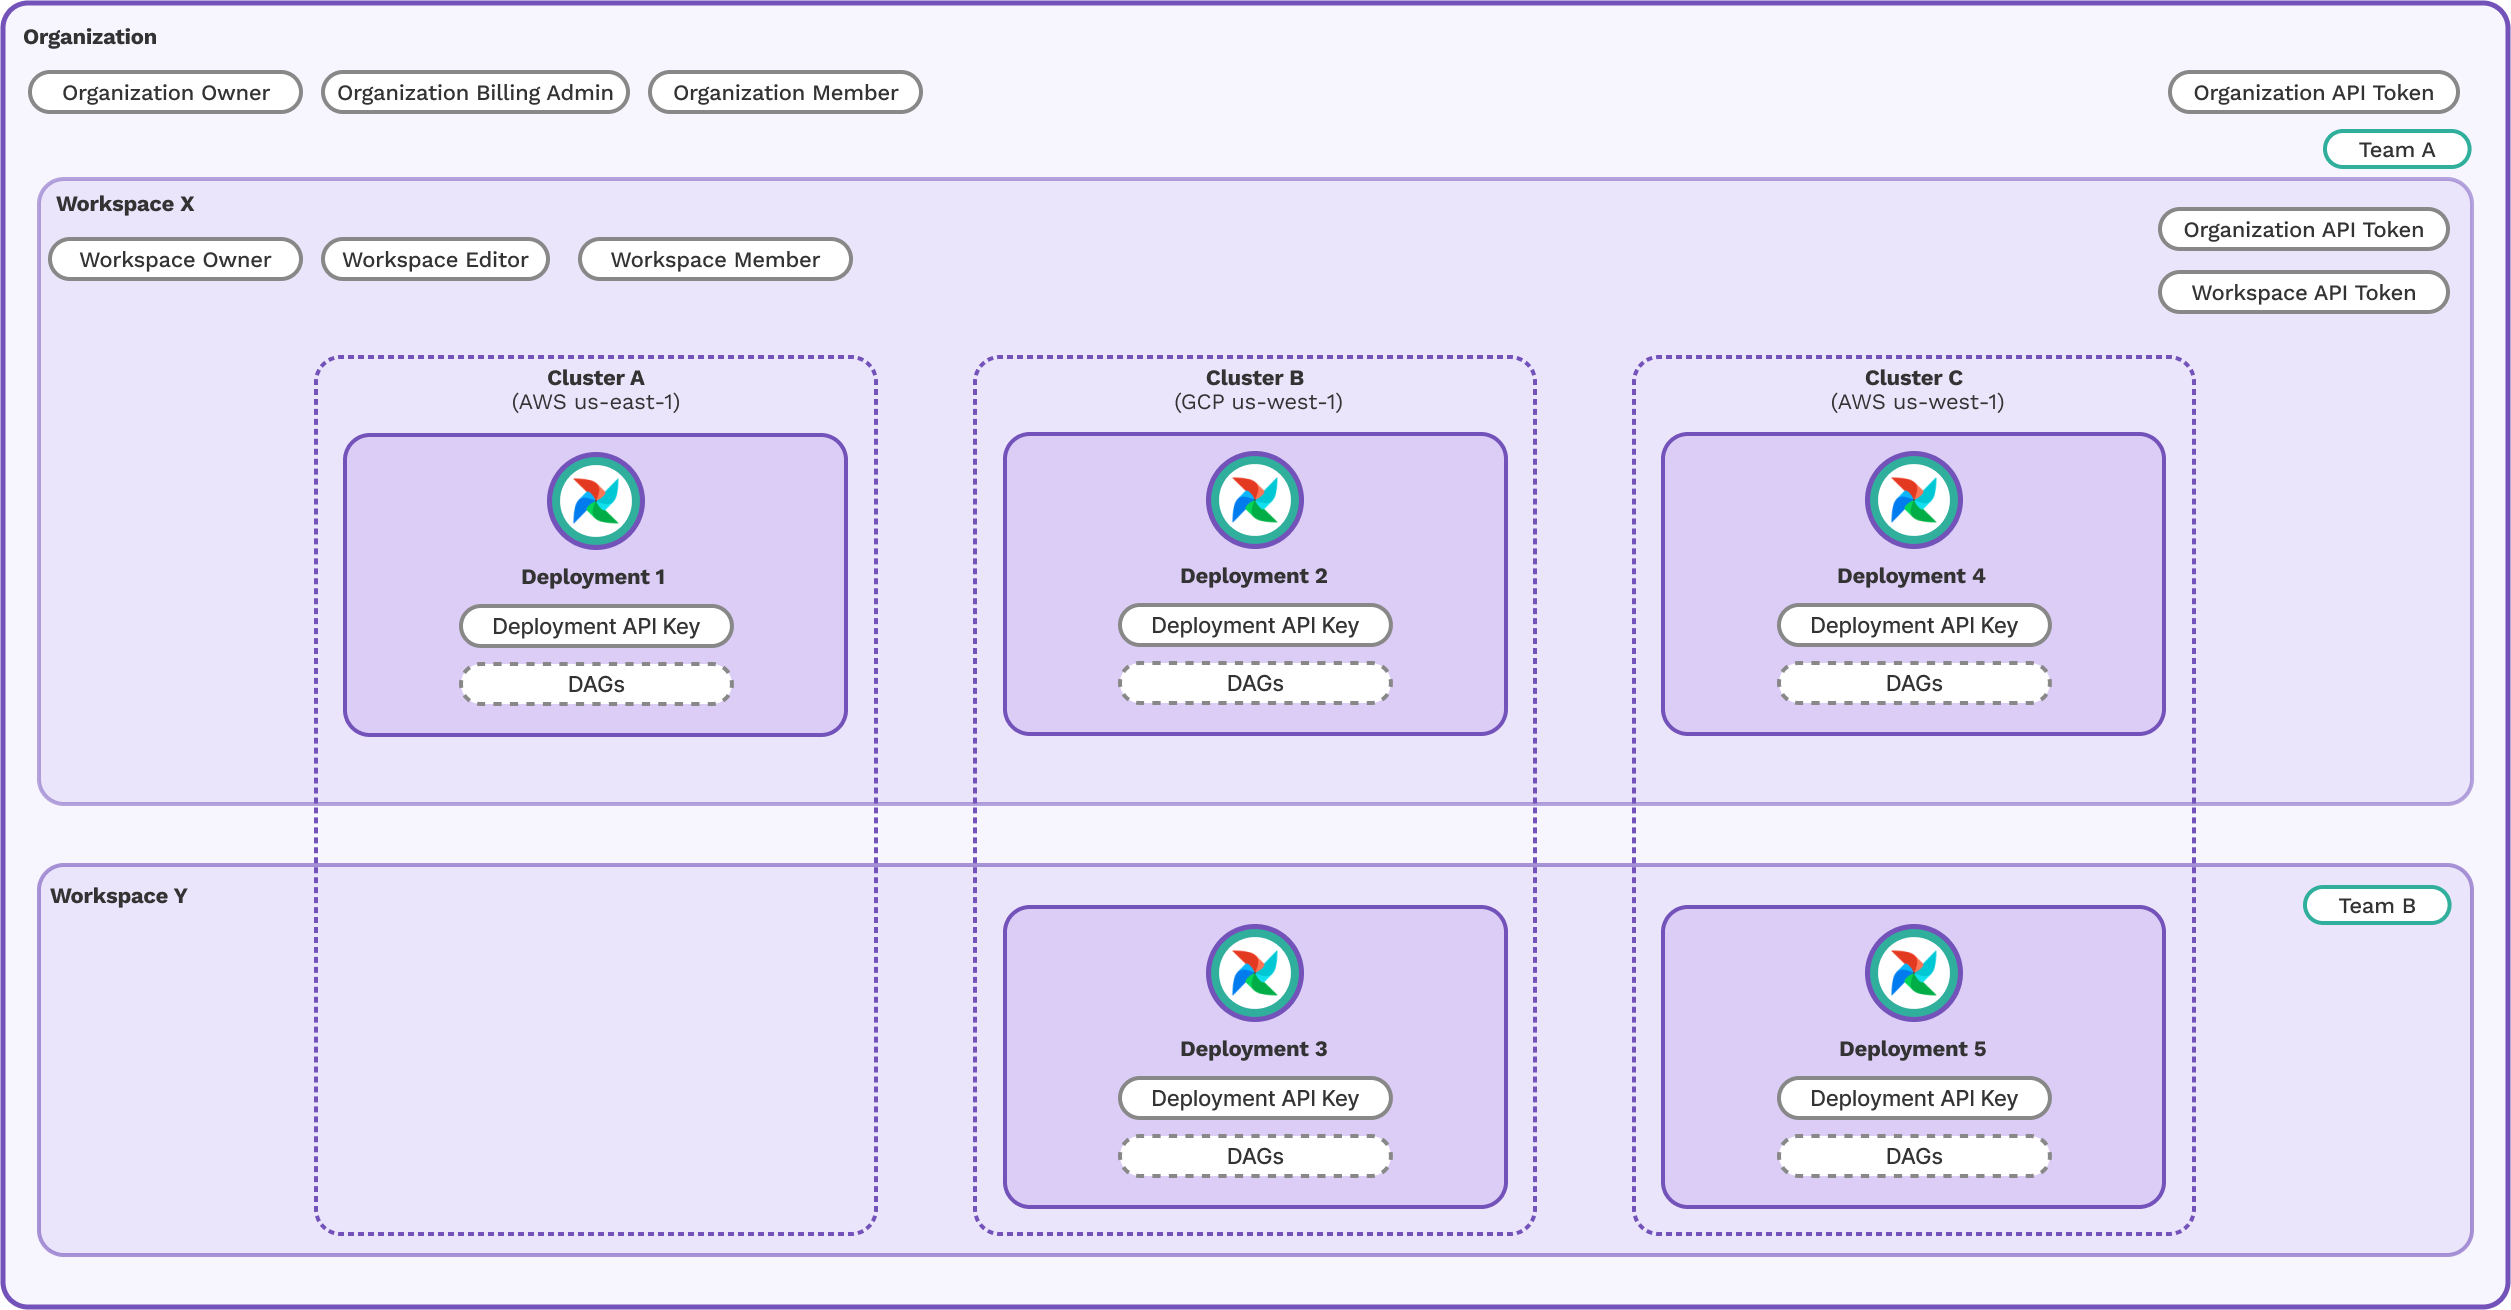 Organization
Organization Owner
Organization Billing Admin
Organization Member
Organization API Token
Team A
Workspace X
Organization API Token
Workspace Owner
Workspace Editor
Workspace Member
Workspace API Token
Cluster A
(AWS us-east-1)
Deployment 1
Deployment API Key
DAGs
Cluster B
(GCP us-west-1)
Deployment 2
Deployment API Key
DAGs
Cluster C
(AWS us-west-1)
Deployment 4
Deployment API Key
DAGs
Workspace Y
Team B
Deployment 3
Deployment API Key
DAGs
Deployment 5
Deployment API Key
DAGs